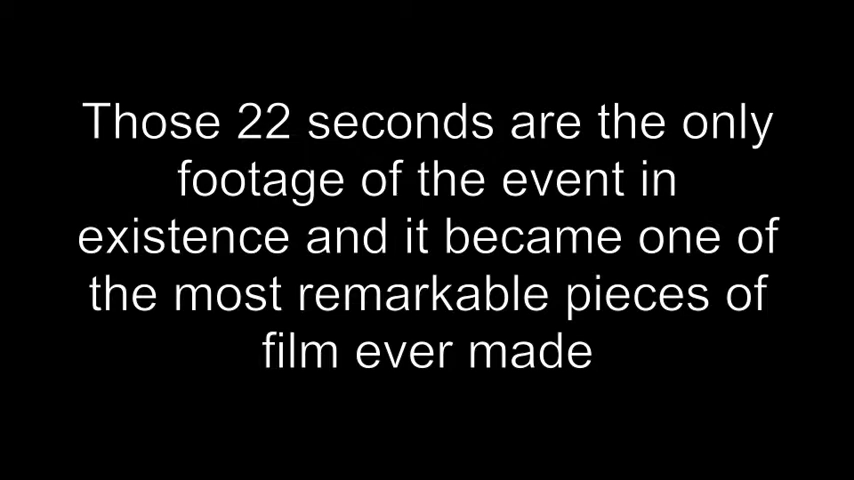 Those 22 seconds are the only
footage of the event in
existence and it became one of
the most remarkable pieces of
film ever made